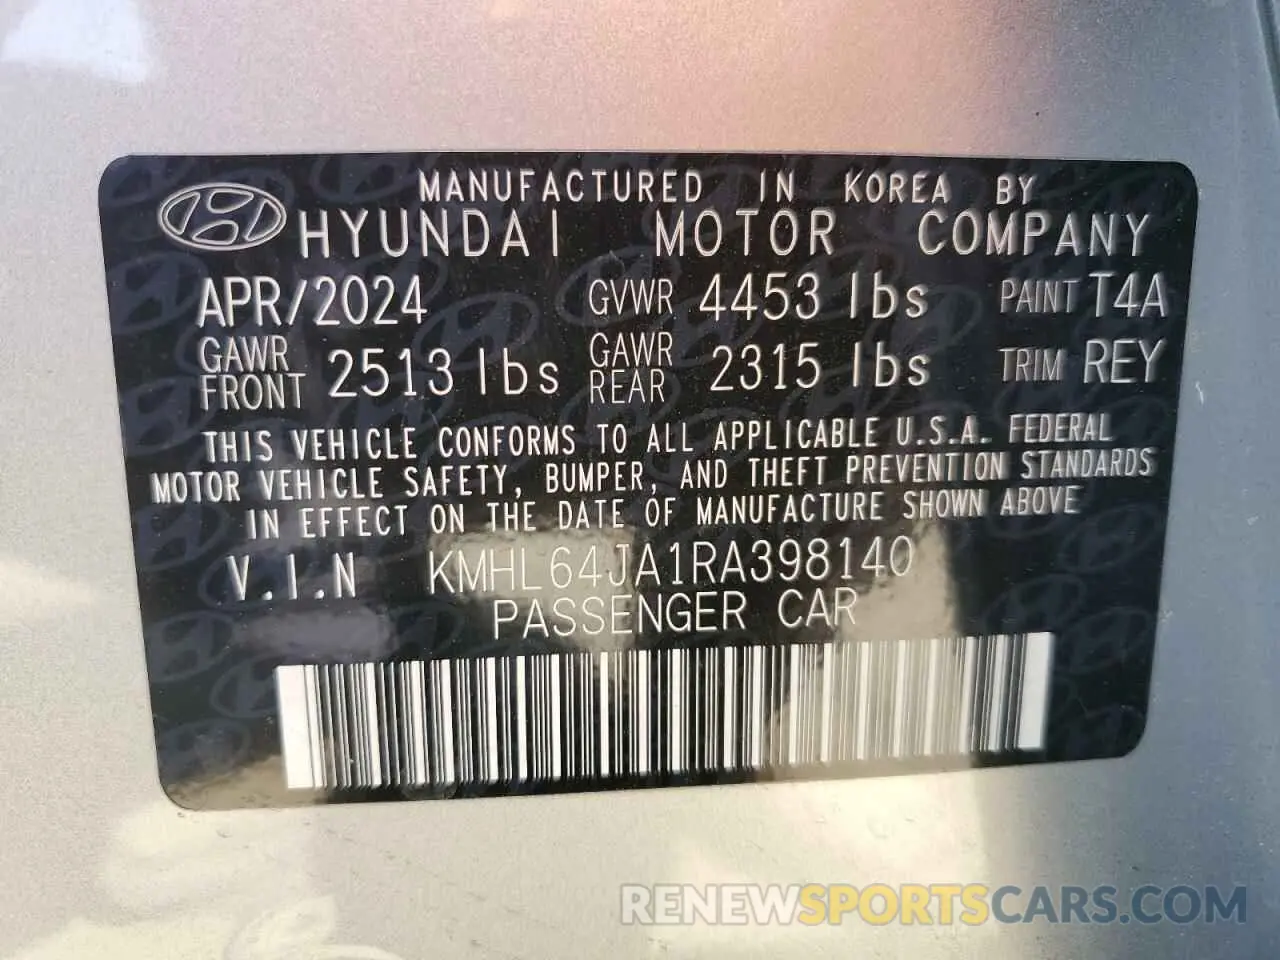 MANUFACTURED IN KOREA BY
HYUNDAI MOTOR COMPANY
APR/2024 GVWR 4453 lbs PAINT T4A
GAWR FRONT 2513 lbs GAWR REAR 2315 lbs TRIM REY
THIS VEHICLE CONFORMS TO ALL APPLICABLE U.S.A. FEDERAL
MOTOR VEHICLE SAFETY, BUMPER, AND THEFT PREVENTION STANDARDS
IN EFFECT ON THE DATE OF MANUFACTURE SHOWN ABOVE
V.I.N KMHL64JA1RA398140
PASSENGER CAR
RENEWSPORTSCARS.COM